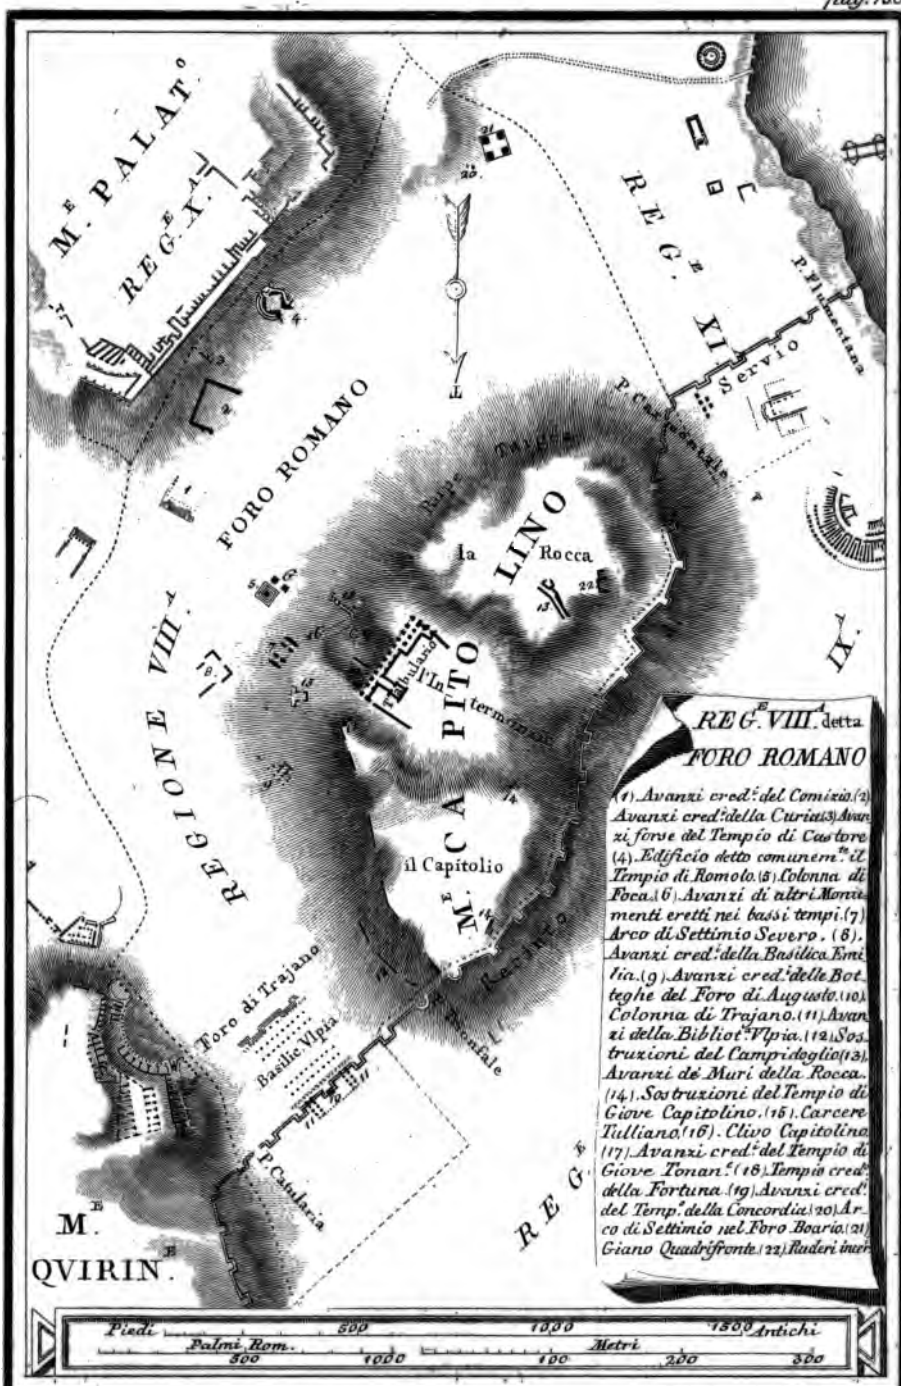 M.E PALAT.O
REG.E X.A
REG.E XI
P. Flumentana
Servio
P. Carmentale
FORO ROMANO
Rupe Tarpea
la Rocca
M.E CAPITOLINO
Tabulario
l'Intermonzio
REGIONE VIII.A
il Capitolio
Recinto
IX.A
REG.E
Foro di Trajano
Basilic. Vlpia
P. Catularia
M.E
QVIRIN.E
REG.E VIII.A detta
FORO ROMANO
(1). Avanzi cred.i del Comizio.(2)
Avanzi cred.i della Curia(3) Avan
zi forse del Tempio di Castore
(4). Edificio detto comunem.te il
Tempio di Romolo. (5). Colonna di
Foca.(6). Avanzi di altri Monu-
menti eretti nei bassi tempi.(7)
Arco di Settimio Severo. (8).
Avanzi cred.i della Basilica Emi
lia.(9). Avanzi cred.i delle Bot
teghe del Foro di Augusto.(10).
Colonna di Trajano.(11). Avan
zi della Bibliot.a Vlpia.(12) Sos
truzioni del Campidoglio(13).
Avanzi de Muri della Rocca.
(14). Sostruzioni del Tempio di
Giove Capitolino.(15). Carcere
Tulliano.(16). Clivo Capitolino
(17). Avanzi cred.i del Tempio di
Giove Tonan.e (18). Tempio cred.o
della Fortuna.(19). Avanzi cred.i
del Temp.o della Concordia.(20). Ar-
co di Settimio nel Foro Boario.(21)
Giano Quadrifronte.(22). Ruderi incer
Piedi 500 1000 1500 Antichi
Palmi Rom. Metri
500 1000 100 200 300